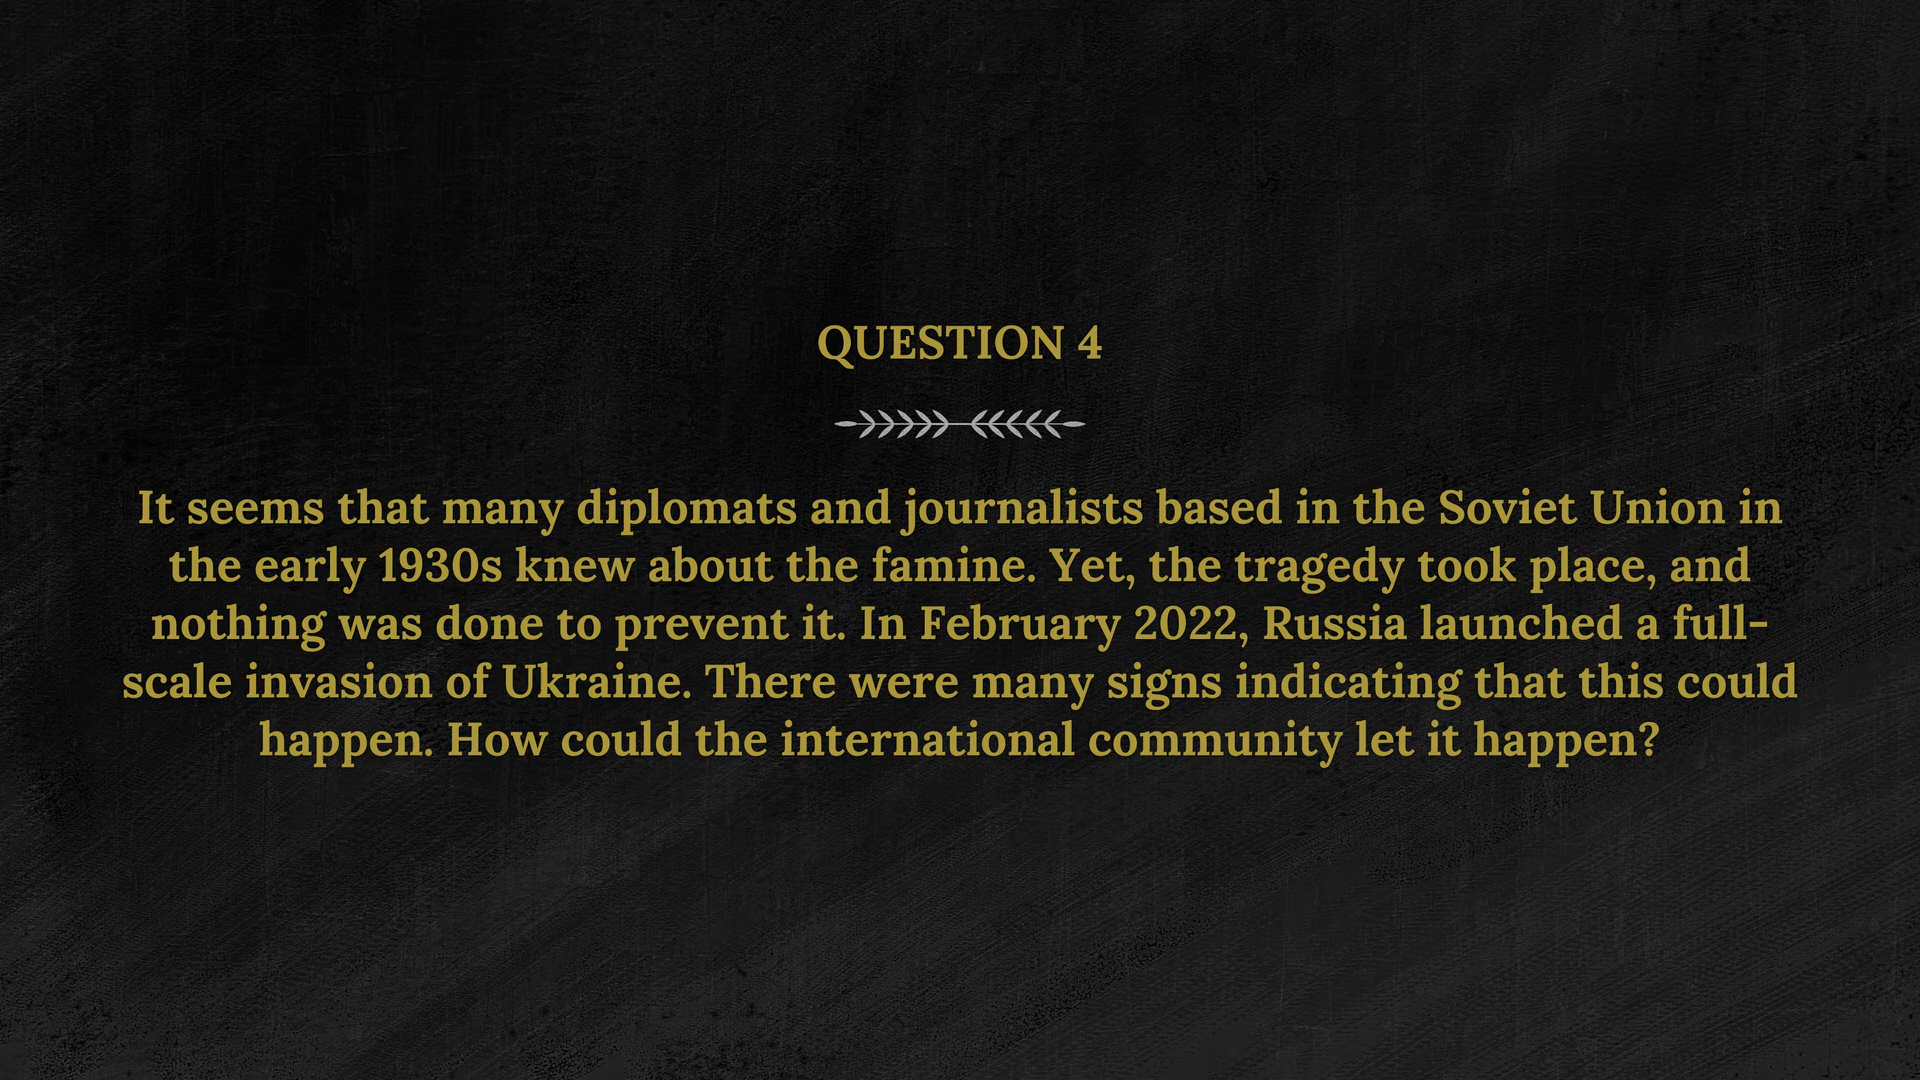 QUESTION 4
It seems that many diplomats and journalists based in the Soviet Union in
the early 1930s knew about the famine. Yet, the tragedy took place, and
nothing was done to prevent it. In February 2022, Russia launched a full-
scale invasion of Ukraine. There were many signs indicating that this could
happen. How could the international community let it happen?